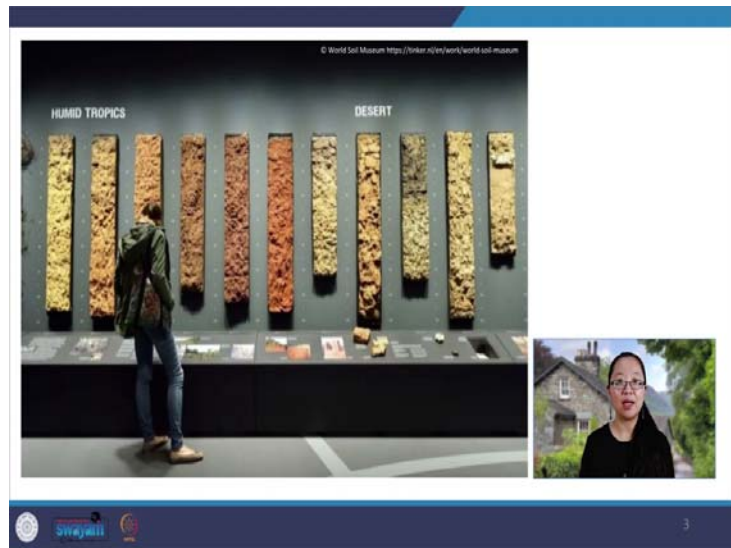 © World Soil Museum https://tinker.nl/en/work/world-soil-museum
HUMID TROPICS
DESERT
swayam
3